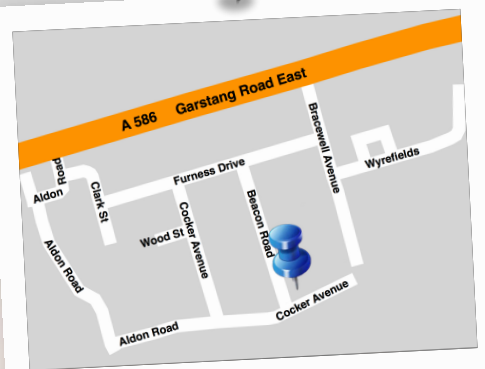 A 586 Garstang Road East
Bracewell Avenue
Wyrefields
Furness Drive
Road
Aldon
Clark St
Cocker Avenue
Beacon Road
Wood St
Aldon Road
Cocker Avenue
Aldon Road